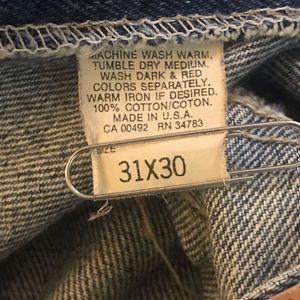 MACHINE WASH WARM,
TUMBLE DRY MEDIUM.
WASH DARK & RED
COLORS SEPARATELY.
WARM IRON IF DESIRED.
100% COTTON/COTON.
MADE IN U.S.A.
CA 00492 RN 34783
SIZE
31X30